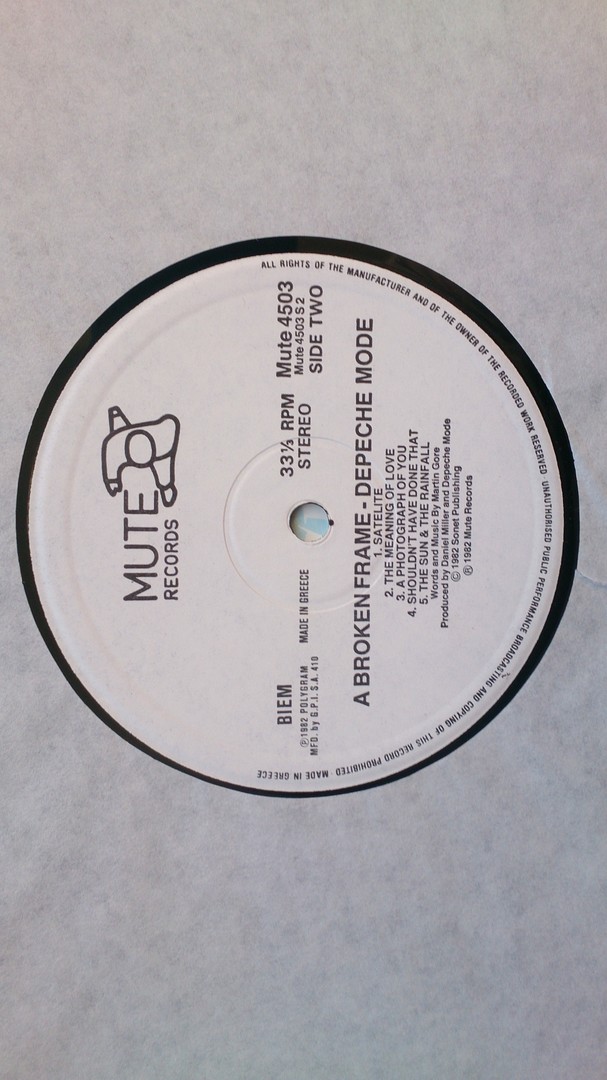 MUTE
RECORDS
BIEM
℗1982 POLYGRAM MADE IN GREECE
MFD. by G.P.I. S.A. 410
33⅓ RPM
STEREO
Mute 4503
Mute 4503 S 2
SIDE TWO
A BROKEN FRAME - DEPECHE MODE
1. SATELITE
2. THE MEANING OF LOVE
3. A PHOTOGRAPH OF YOU
4. SHOULDN'T HAVE DONE THAT
5. THE SUN & THE RAINFALL
Words and Music By Martin Gore
Produced by Daniel Miller and Depeche Mode
© 1982 Sonet Publishing
℗ 1982 Mute Records
ALL RIGHTS OF THE MANUFACTURER AND OF THE OWNER OF THE RECORDED WORK RESERVED · UNAUTHORISED PUBLIC PERFORMANCE BROADCASTING AND COPYING OF THIS RECORD PROHIBITED · MADE IN GREECE